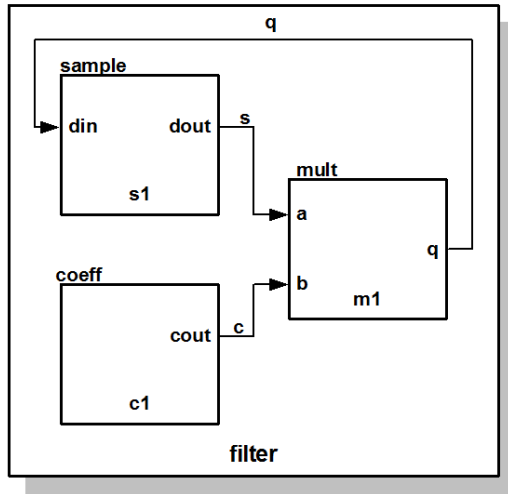 q
sample
din dout s
s1
mult
a
q
b
m1
coeff
cout c
c1
filter